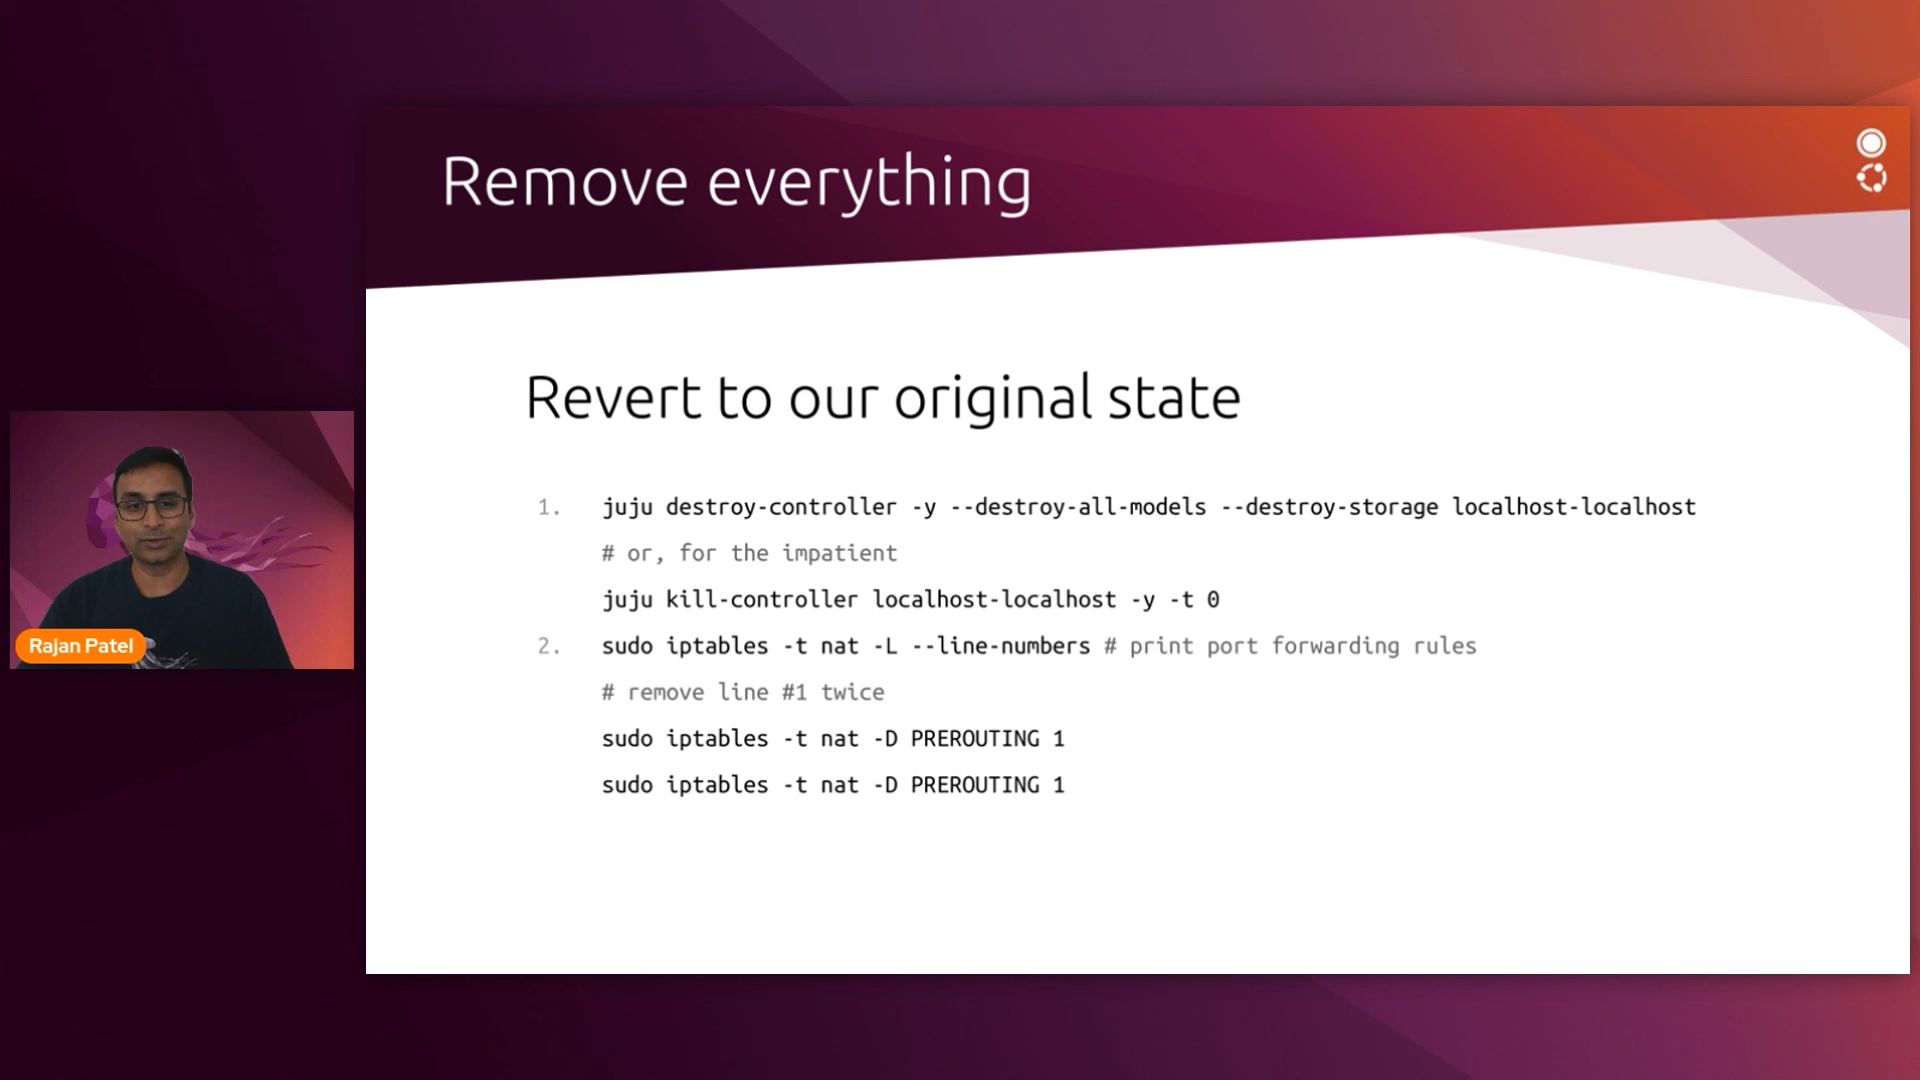 Remove everything
Revert to our original state
1. juju destroy-controller -y --destroy-all-models --destroy-storage localhost-localhost
# or, for the impatient
juju kill-controller localhost-localhost -y -t 0
2. sudo iptables -t nat -L --line-numbers # print port forwarding rules
# remove line #1 twice
sudo iptables -t nat -D PREROUTING 1
sudo iptables -t nat -D PREROUTING 1
Rajan Patel